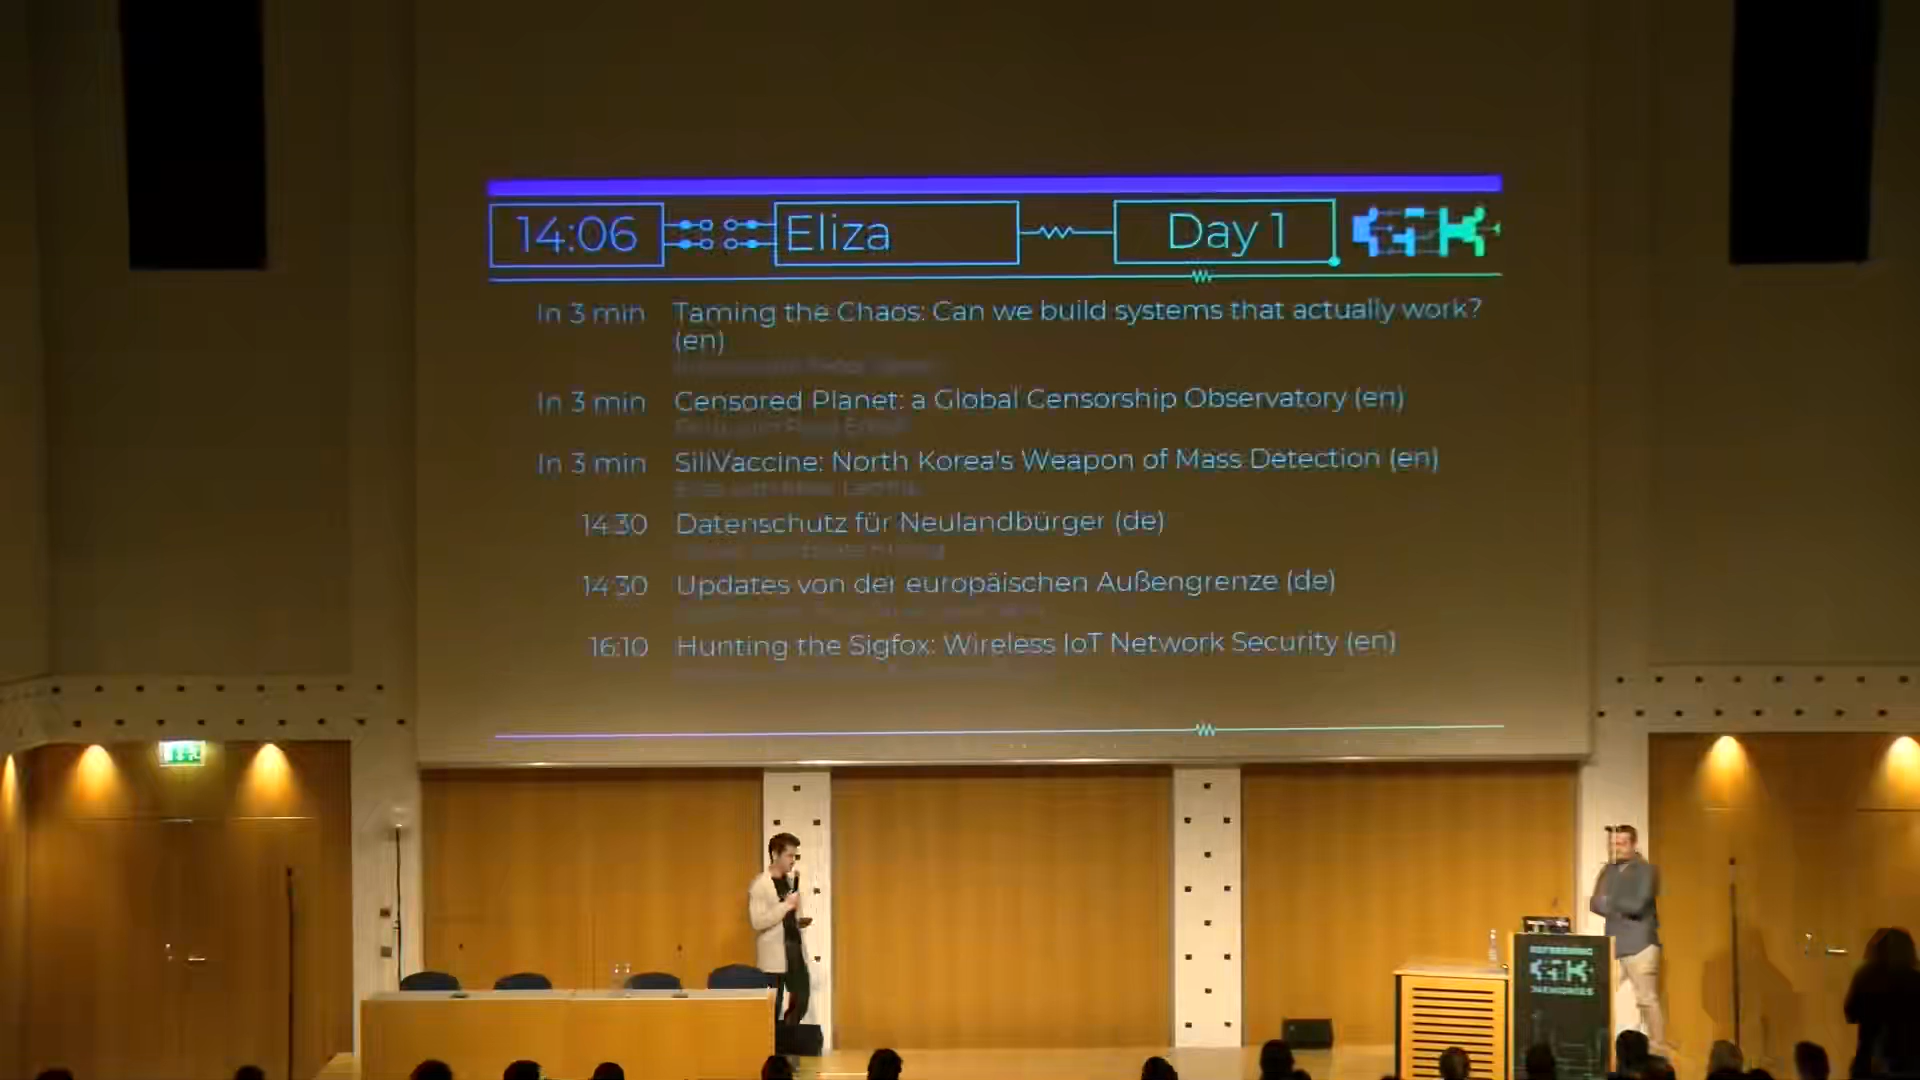 14:06
Eliza
Day 1
In 3 min
Taming the Chaos: Can we build systems that actually work?
(en)
In 3 min
Censored Planet: a Global Censorship Observatory (en)
In 3 min
SiliVaccine: North Korea's Weapon of Mass Detection (en)
14:30
Datenschutz für Neulandbürger (de)
14:30
Updates von der europäischen Außengrenze (de)
16:10
Hunting the Sigfox: Wireless IoT Network Security (en)
REFRESHING
MEMORIES